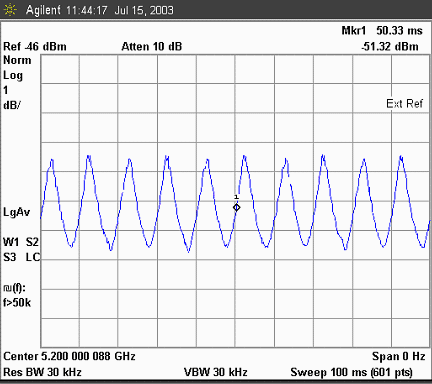 Agilent 11:44:17 Jul 15, 2003
Mkr1 50.33 ms
Ref -46 dBm Atten 10 dB -51.32 dBm
Norm
Log
1
dB/
Ext Ref
1
LgAv
W1 S2
S3 LC
f>50k
Center 5.200 000 088 GHz Span 0 Hz
Res BW 30 kHz VBW 30 kHz Sweep 100 ms (601 pts)